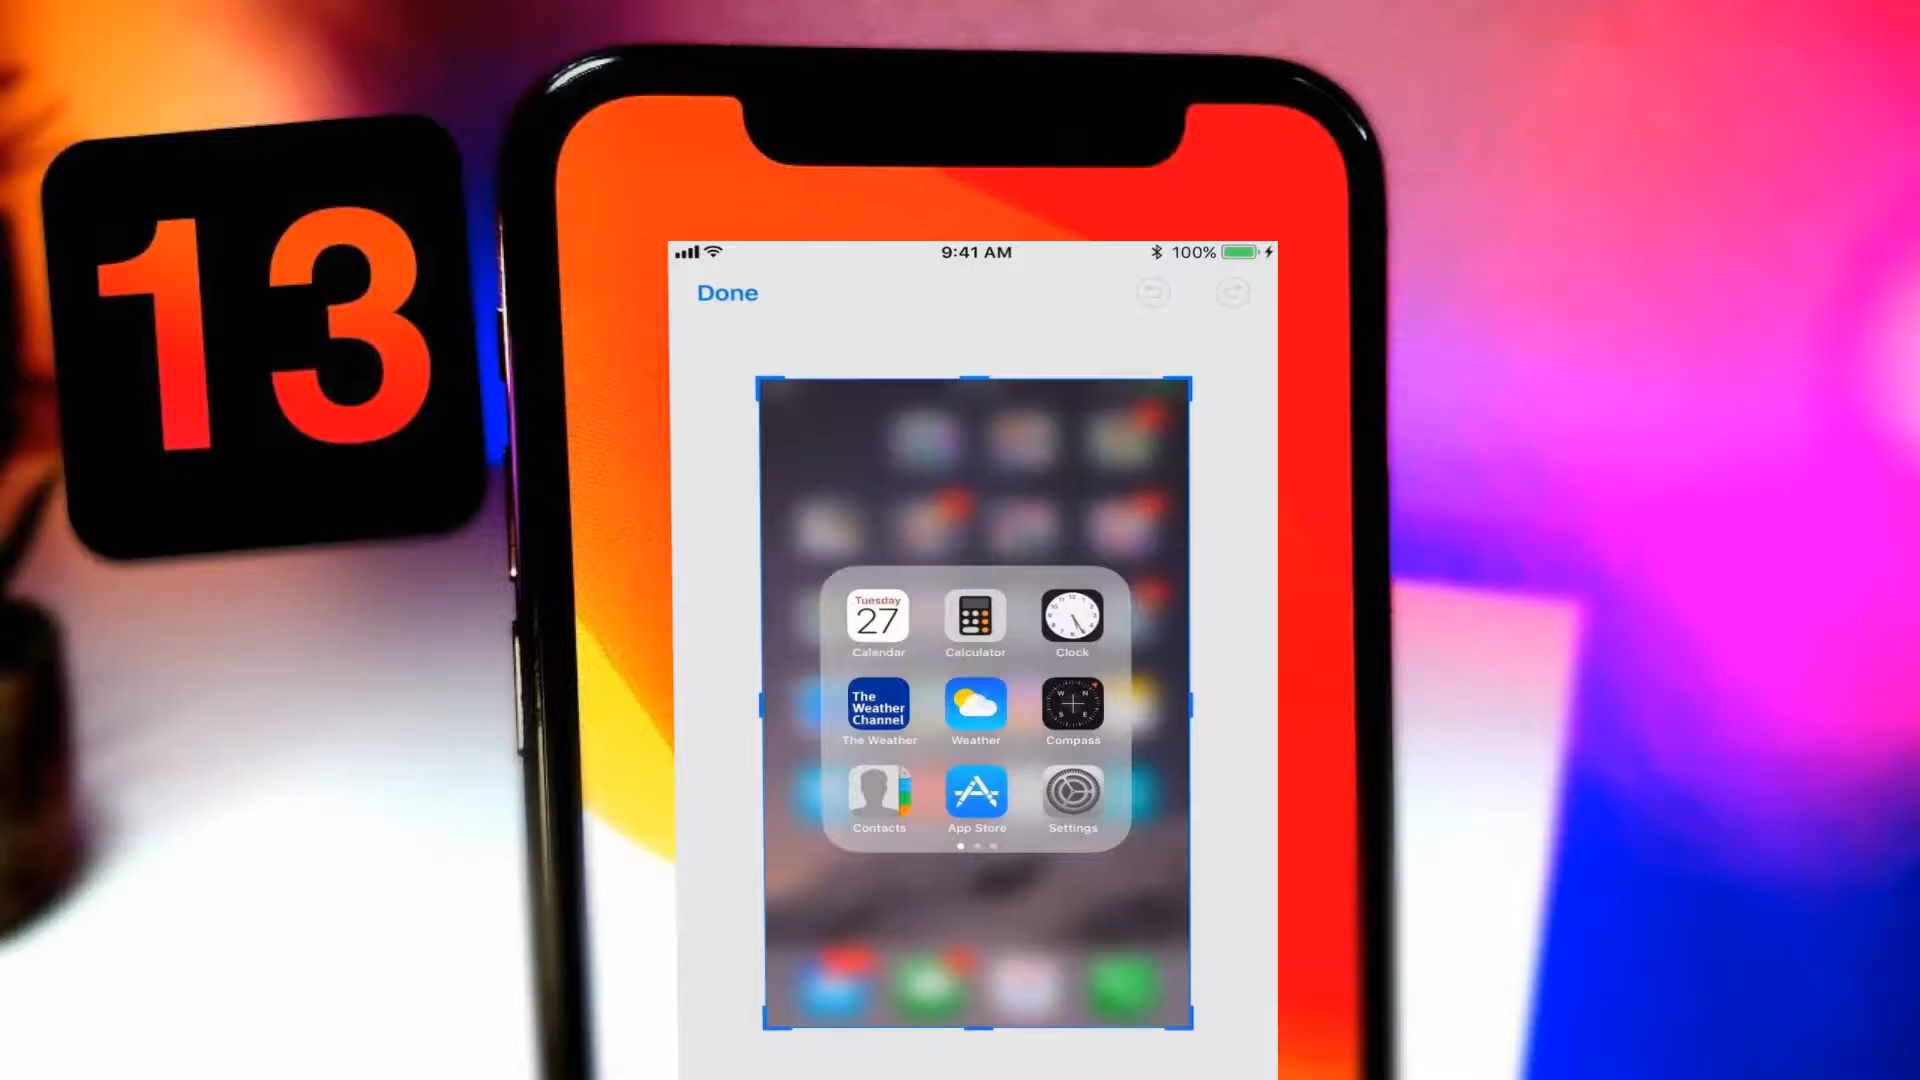 13
9:41 AM
100%
Done
Tuesday
27
Calendar
Calculator
Clock
The
Weather
Channel
W N
S E
The Weather
Weather
Compass
Contacts
App Store
Settings